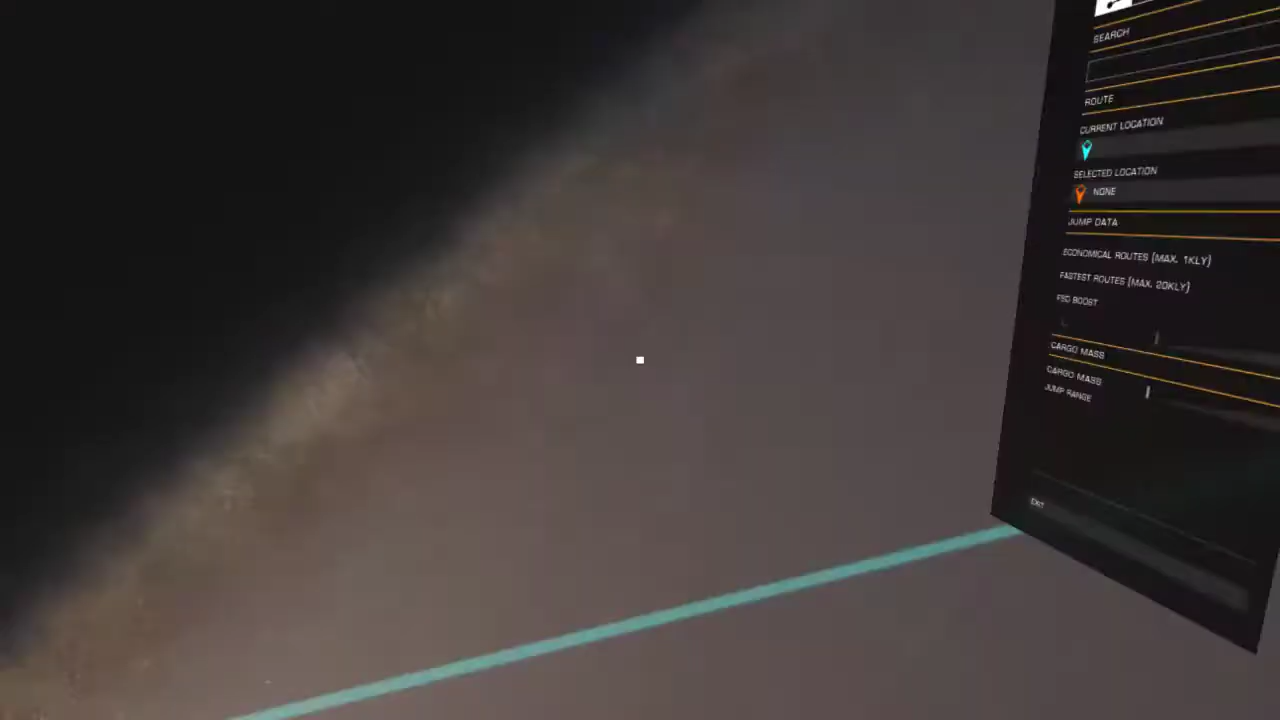 SEARCH
ROUTE
CURRENT LOCATION
SELECTED LOCATION
NONE
JUMP DATA
ECONOMICAL ROUTES (MAX. 1KLY)
FASTEST ROUTES (MAX. 20KLY)
FSD BOOST
CARGO MASS
CARGO MASS
JUMP RANGE
EXIT